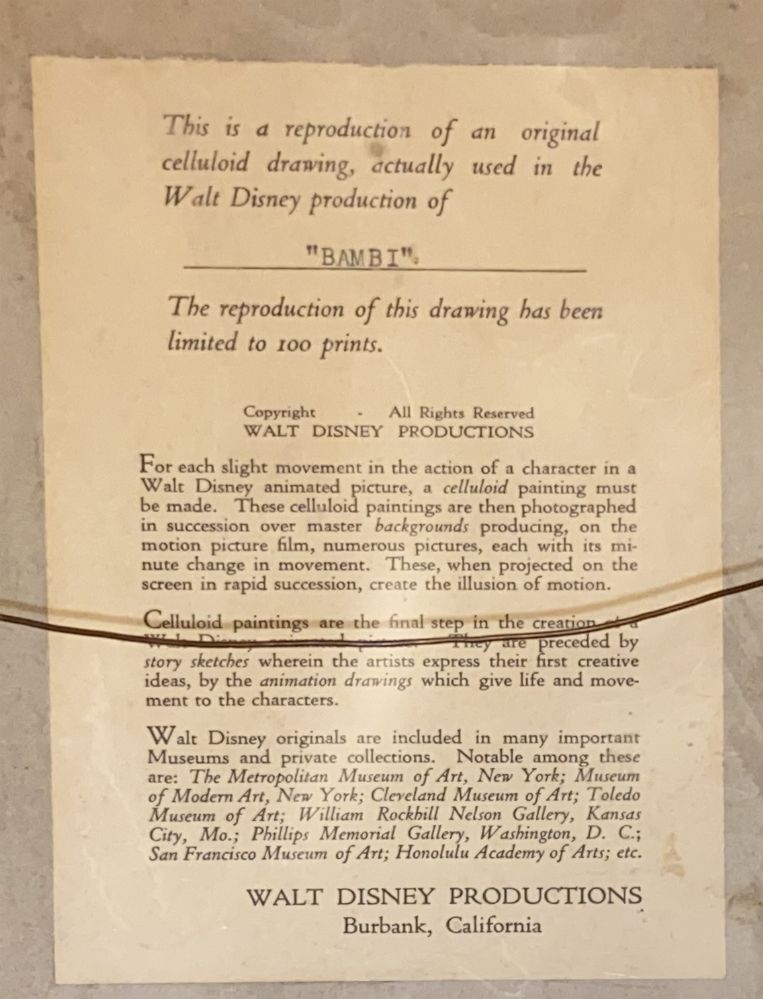 This is a reproduction of an original
celluloid drawing, actually used in the
Walt Disney production of
"BAMBI".
The reproduction of this drawing has been
limited to 100 prints.
Copyright - All Rights Reserved
WALT DISNEY PRODUCTIONS
For each slight movement in the action of a character in a
Walt Disney animated picture, a celluloid painting must
be made. These celluloid paintings are then photographed
in succession over master backgrounds producing, on the
motion picture film, numerous pictures, each with its mi-
nute change in movement. These, when projected on the
screen in rapid succession, create the illusion of motion.
Celluloid paintings are the final step in the creation of a
Walt Disney animated picture. They are preceded by
story sketches wherein the artists express their first creative
ideas, by the animation drawings which give life and move-
ment to the characters.
Walt Disney originals are included in many important
Museums and private collections. Notable among these
are: The Metropolitan Museum of Art, New York; Museum
of Modern Art, New York; Cleveland Museum of Art; Toledo
Museum of Art; William Rockhill Nelson Gallery, Kansas
City, Mo.; Phillips Memorial Gallery, Washington, D. C.;
San Francisco Museum of Art; Honolulu Academy of Arts; etc.
WALT DISNEY PRODUCTIONS
Burbank, California